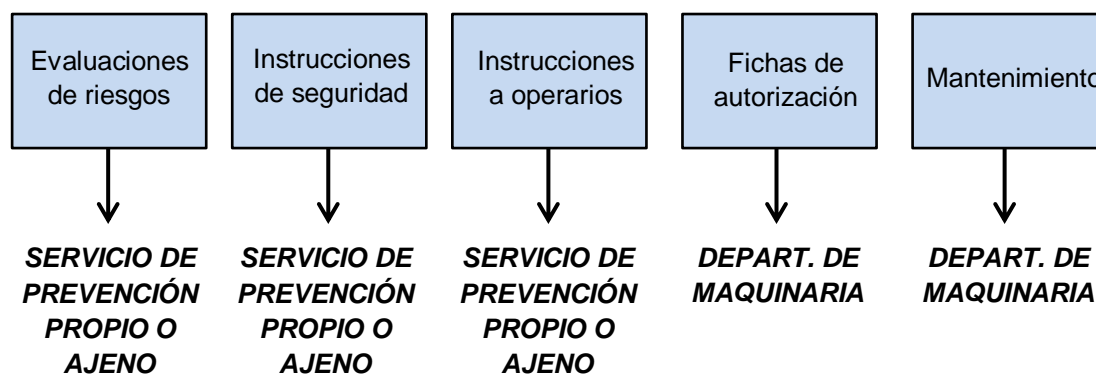 Evaluaciones
de riesgos
Instrucciones
de seguridad
Instrucciones
a operarios
Fichas de
autorización
Mantenimiento
SERVICIO DE
PREVENCIÓN
PROPIO O
AJENO
SERVICIO DE
PREVENCIÓN
PROPIO O
AJENO
SERVICIO DE
PREVENCIÓN
PROPIO O
AJENO
DEPART. DE
MAQUINARIA
DEPART. DE
MAQUINARIA